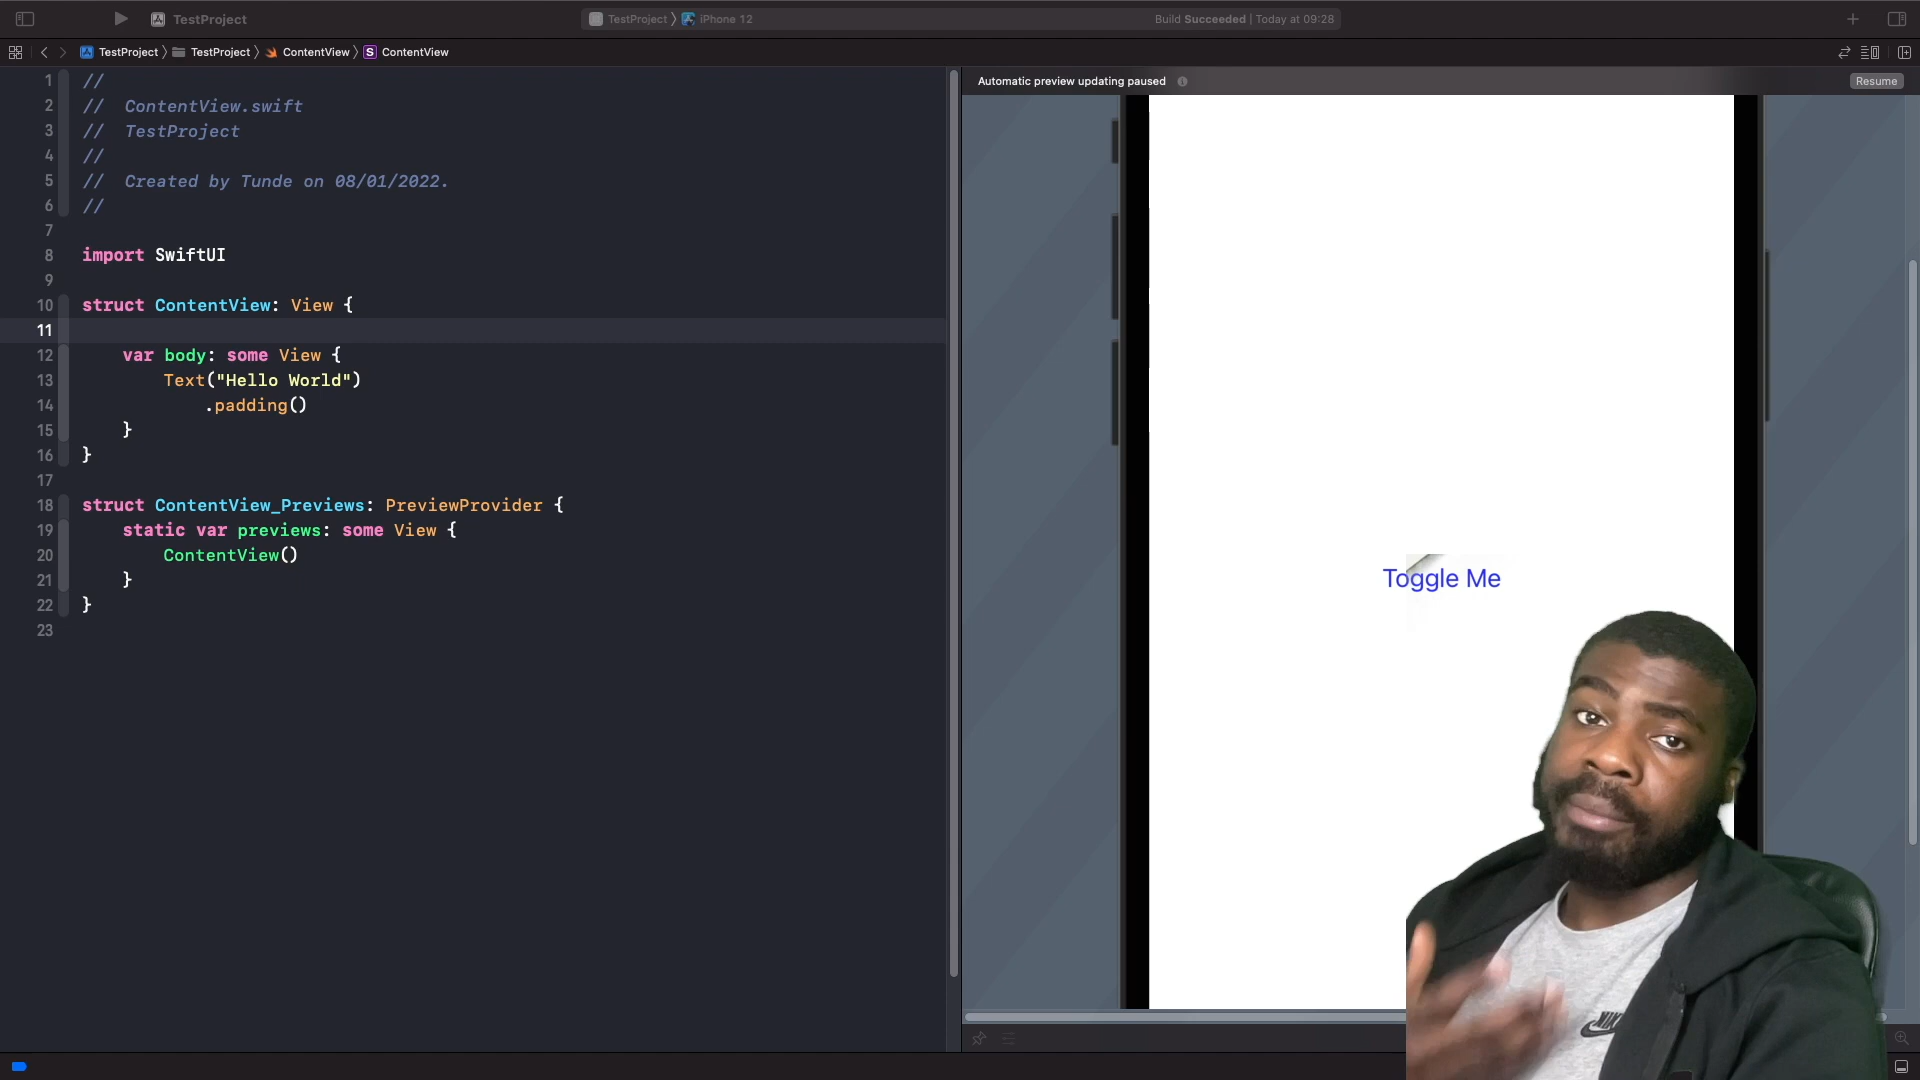 TestProject
TestProject 〉 iPhone 12
Build Succeeded | Today at 09:28
TestProject 〉 TestProject 〉 ContentView 〉 S ContentView
1 //
2 //  ContentView.swift
3 //  TestProject
4 //
5 //  Created by Tunde on 08/01/2022.
6 //
7
8 import SwiftUI
9
10 struct ContentView: View {
11
12     var body: some View {
13         Text("Hello World")
14             .padding()
15     }
16 }
17
18 struct ContentView_Previews: PreviewProvider {
19     static var previews: some View {
20         ContentView()
21     }
22 }
23
Automatic preview updating paused
Resume
Toggle Me
NIKE